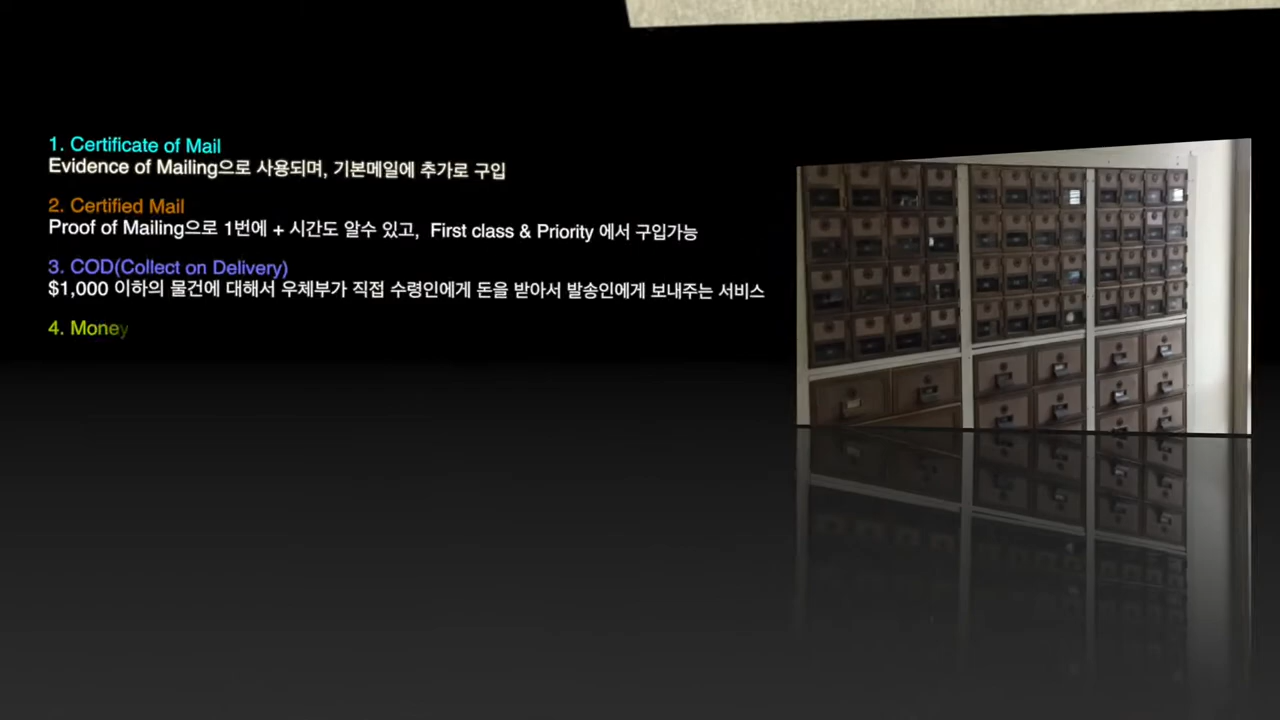 1. Certificate of Mail
Evidence of Mailing으로 사용되며, 기본메일에 추가로 구입
2. Certified Mail
Proof of Mailing으로 1번에 + 시간도 알수 있고, First class & Priority 에서 구입가능
3. COD(Collect on Delivery)
$1,000 이하의 물건에 대해서 우체부가 직접 수령인에게 돈을 받아서 발송인에게 보내주는 서비스
4. Money